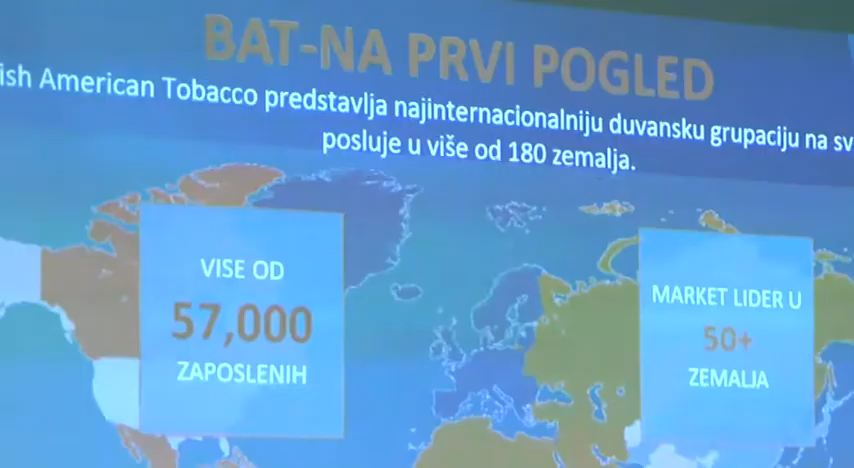 BAT-NA PRVI POGLED
ish American Tobacco predstavlja najinternacionalniju duvansku grupaciju na sv
posluje u više od 180 zemalja.
VISE OD
57,000
ZAPOSLENIH
MARKET LIDER U
50+
ZEMALJA